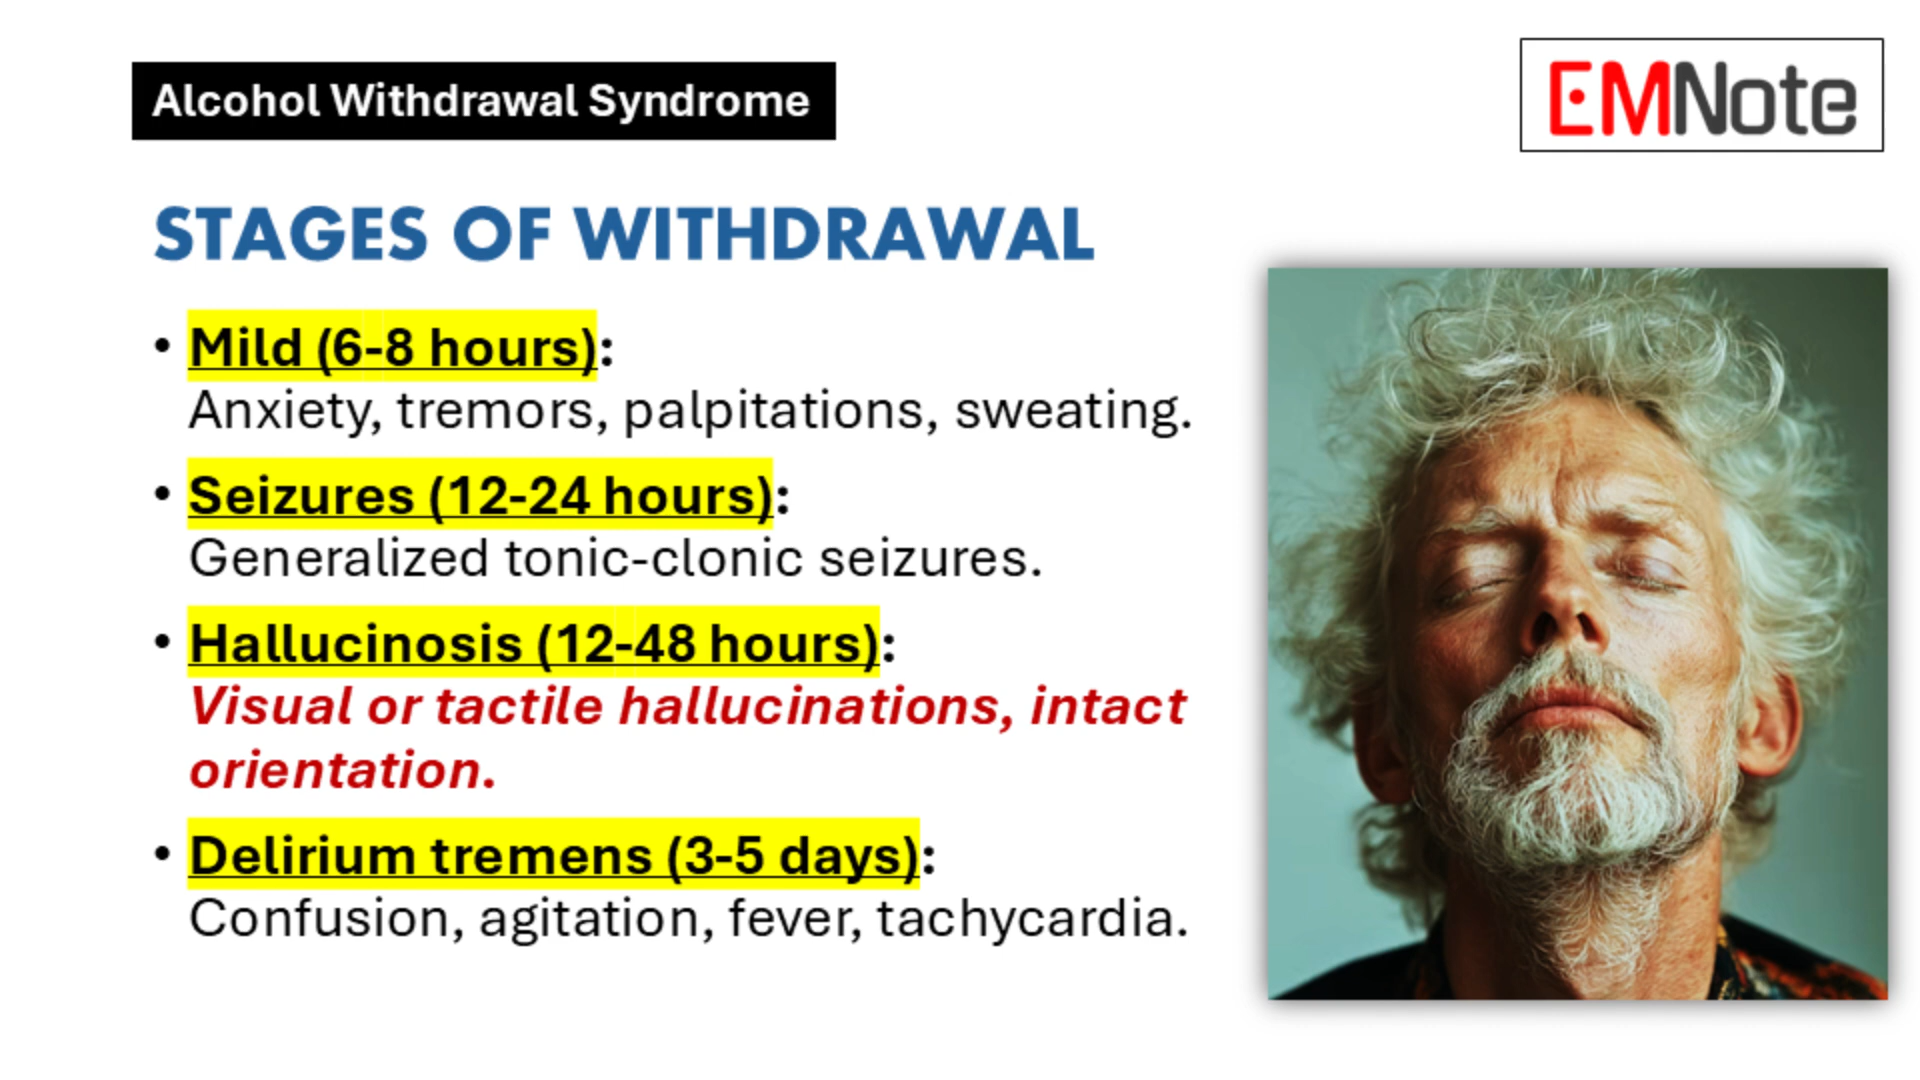 Alcohol Withdrawal Syndrome
EMNote
STAGES OF WITHDRAWAL
• Mild (6-8 hours):
Anxiety, tremors, palpitations, sweating.
• Seizures (12-24 hours):
Generalized tonic-clonic seizures.
• Hallucinosis (12-48 hours):
Visual or tactile hallucinations, intact
orientation.
• Delirium tremens (3-5 days):
Confusion, agitation, fever, tachycardia.